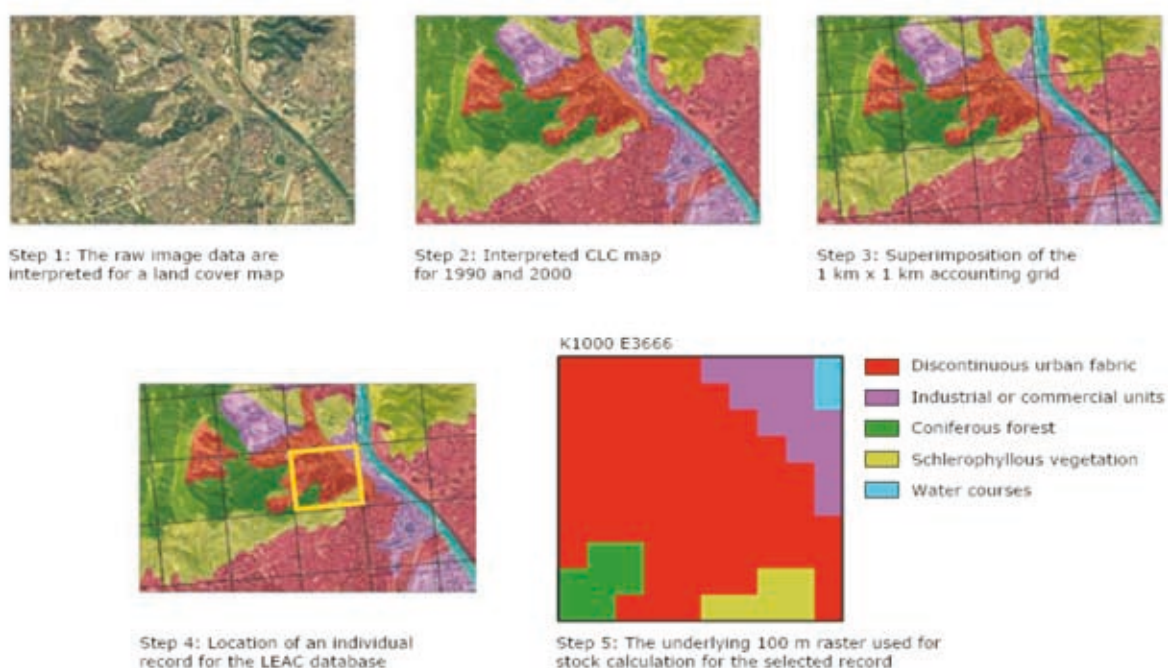 Step 1: The raw image data are
interpreted for a land cover map
Step 2: Interpreted CLC map
for 1990 and 2000
Step 3: Superimposition of the
1 km x 1 km accounting grid
Step 4: Location of an individual
record for the LEAC database
K1000 E3666
Discontinuous urban fabric
Industrial or commercial units
Coniferous forest
Schlerophyllous vegetation
Water courses
Step 5: The underlying 100 m raster used for
stock calculation for the selected record